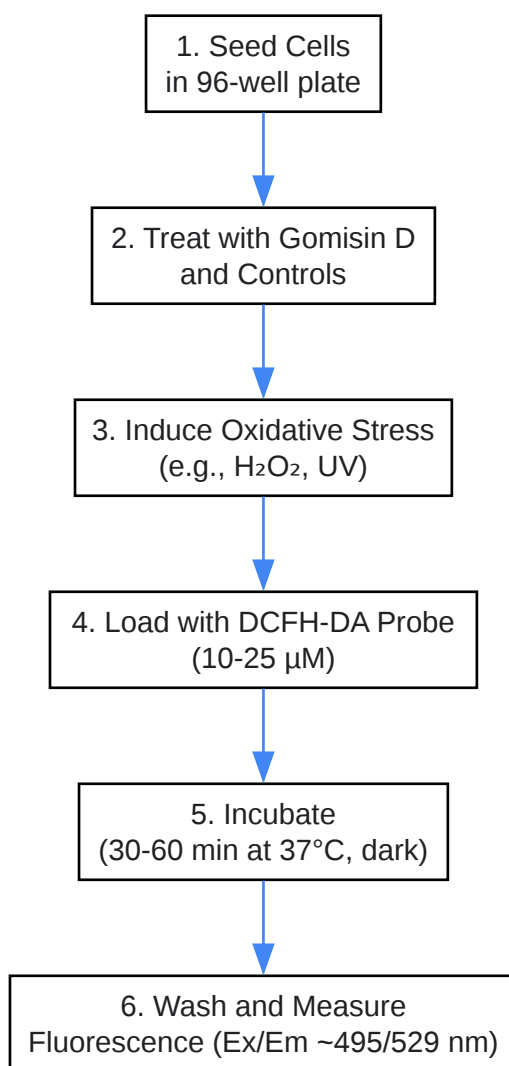 1. Seed Cells
in 96-well plate
2. Treat with Gomisin D
and Controls
3. Induce Oxidative Stress
(e.g., H₂O₂, UV)
4. Load with DCFH-DA Probe
(10-25 µM)
5. Incubate
(30-60 min at 37°C, dark)
6. Wash and Measure
Fluorescence (Ex/Em ~495/529 nm)